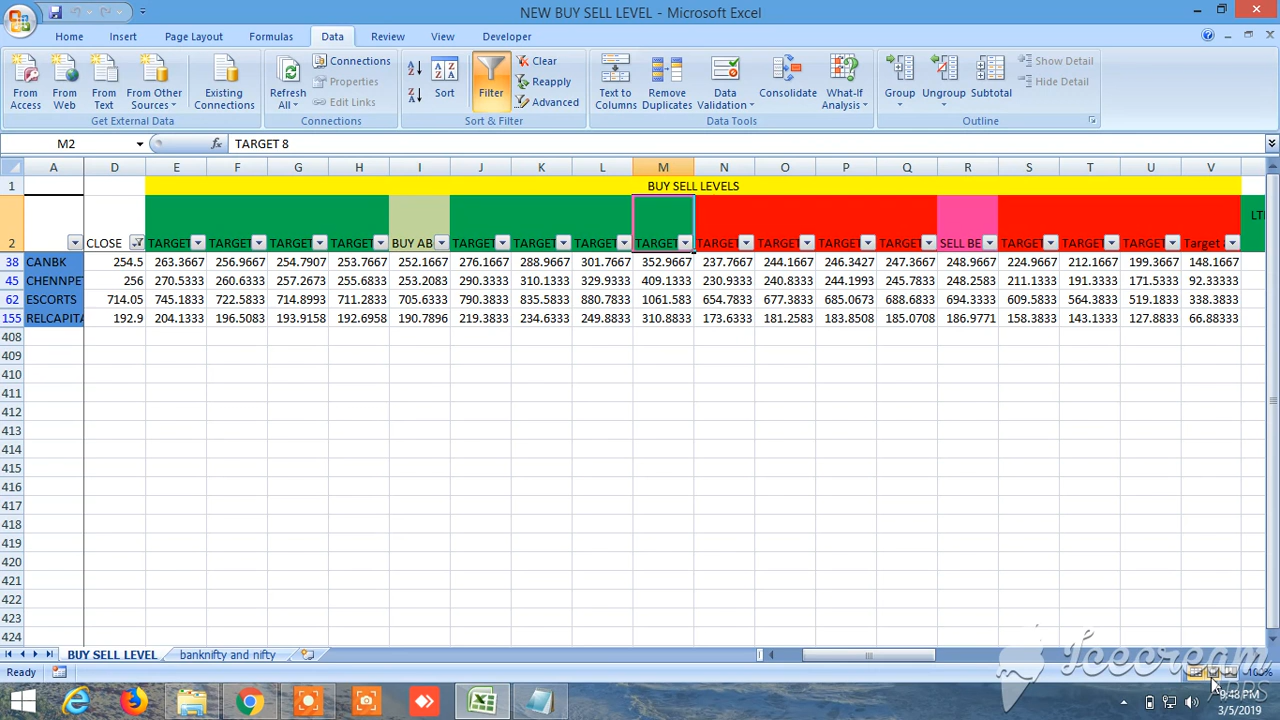 NEW BUY SELL LEVEL - Microsoft Excel
Home Insert Page Layout Formulas Data Review View Developer
From Access
From Web
From Text
From Other Sources
Existing Connections
Get External Data
Refresh All
Connections
Properties
Edit Links
Connections
Sort
Filter
Clear
Reapply
Advanced
Sort & Filter
Text to Columns
Remove Duplicates
Data Validation
Consolidate
What-If Analysis
Data Tools
Group
Ungroup
Subtotal
Show Detail
Hide Detail
Outline
M2 fx TARGET 8
A D E F G H I J K L M N O P Q R S T U V
1 BUY SELL LEVELS
2 CLOSE TARGET TARGET TARGET TARGET BUY AB TARGET TARGET TARGET TARGET TARGET TARGET TARGET TARGET SELL BE TARGET TARGET TARGET Target
38 CANBK 254.5 263.3667 256.9667 254.7907 253.7667 252.1667 276.1667 288.9667 301.7667 352.9667 237.7667 244.1667 246.3427 247.3667 248.9667 224.9667 212.1667 199.3667 148.1667
45 CHENNPET 256 270.5333 260.6333 257.2673 255.6833 253.2083 290.3333 310.1333 329.9333 409.1333 230.9333 240.8333 244.1993 245.7833 248.2583 211.1333 191.3333 171.5333 92.33333
62 ESCORTS 714.05 745.1833 722.5833 714.8993 711.2833 705.6333 790.3833 835.5833 880.7833 1061.583 654.7833 677.3833 685.0673 688.6833 694.3333 609.5833 564.3833 519.1833 338.3833
155 RELCAPITA 192.9 204.1333 196.5083 193.9158 192.6958 190.7896 219.3833 234.6333 249.8833 310.8833 173.6333 181.2583 183.8508 185.0708 186.9771 158.3833 143.1333 127.8833 66.88333
408
409
410
411
412
413
414
415
416
417
418
419
420
421
422
423
424
BUY SELL LEVEL banknifty and nifty
Ready 100%
Icecream
APPS
9:48 PM
3/5/2019